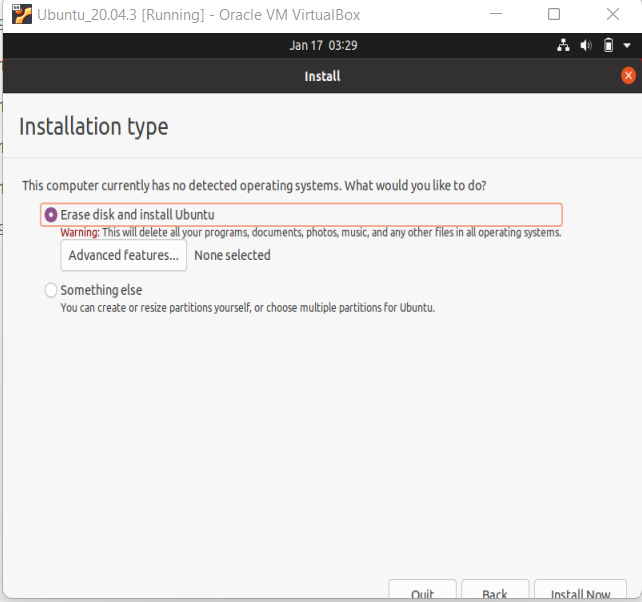 Ubuntu_20.04.3 [Running] - Oracle VM VirtualBox
Jan 17 03:29
Install
Installation type
This computer currently has no detected operating systems. What would you like to do?
Erase disk and install Ubuntu
Warning: This will delete all your programs, documents, photos, music, and any other files in all operating systems.
Advanced features... None selected
Something else
You can create or resize partitions yourself, or choose multiple partitions for Ubuntu.
Quit Back Install Now